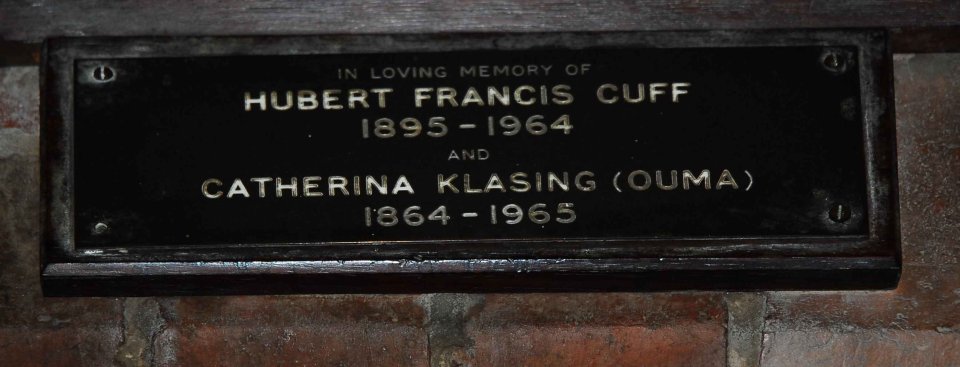 IN LOVING MEMORY OF
HUBERT FRANCIS CUFF
1895 - 1964
AND
CATHERINA KLASING (OUMA)
1864 - 1965